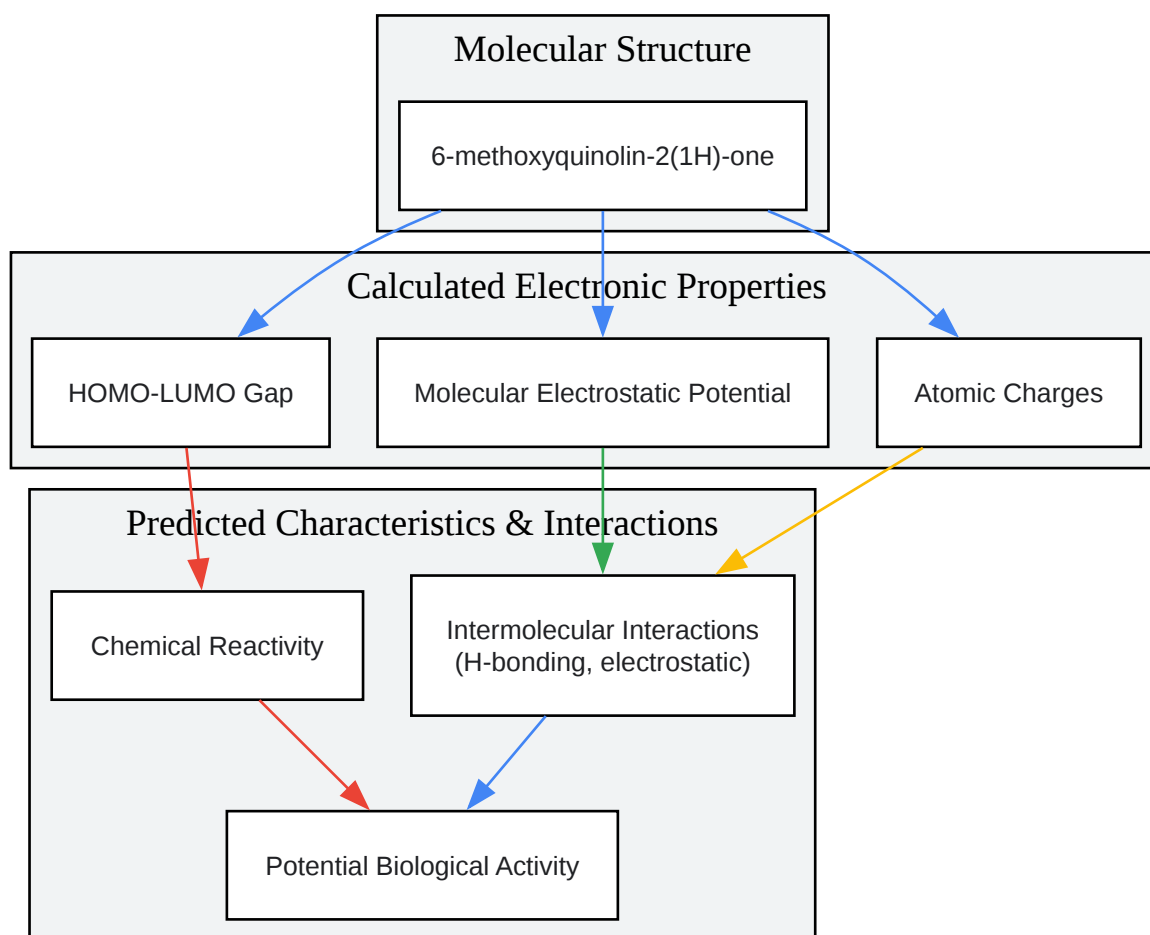 Molecular Structure
6-methoxyquinolin-2(1H)-one
Calculated Electronic Properties
HOMO-LUMO Gap
Molecular Electrostatic Potential
Atomic Charges
Predicted Characteristics & Interactions
Chemical Reactivity
Intermolecular Interactions
(H-bonding, electrostatic)
Potential Biological Activity